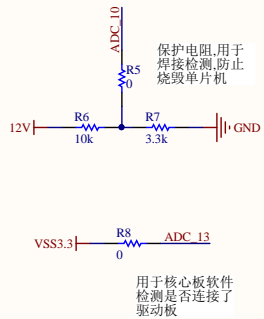 ADC_10
保护电阻,用于
焊接检测,防止
烧毁单片机
R5
0
R6
R7
12V
GND
10k
3.3k
R8
ADC_13
VSS3.3
0
用于核心板软件
检测是否连接了
驱动板